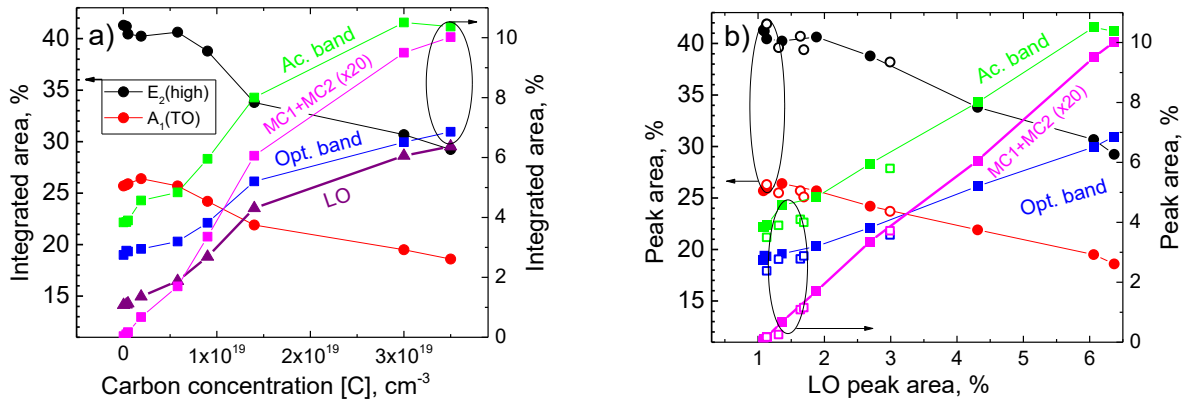 a)
40
35
30
25
20
15
Integrated area, %
E2(high)
A1(TO)
Ac. band
MC1+MC2 (x20)
Opt. band
LO
10
8
6
4
2
0
Integrated area, %
0
1x10^19
2x10^19
3x10^19
Carbon concentration [C], cm^-3
b)
40
35
30
25
20
15
Peak area, %
Ac. band
MC1+MC2 (x20)
Opt. band
10
8
6
4
2
0
Peak area, %
1
2
3
4
5
6
LO peak area, %